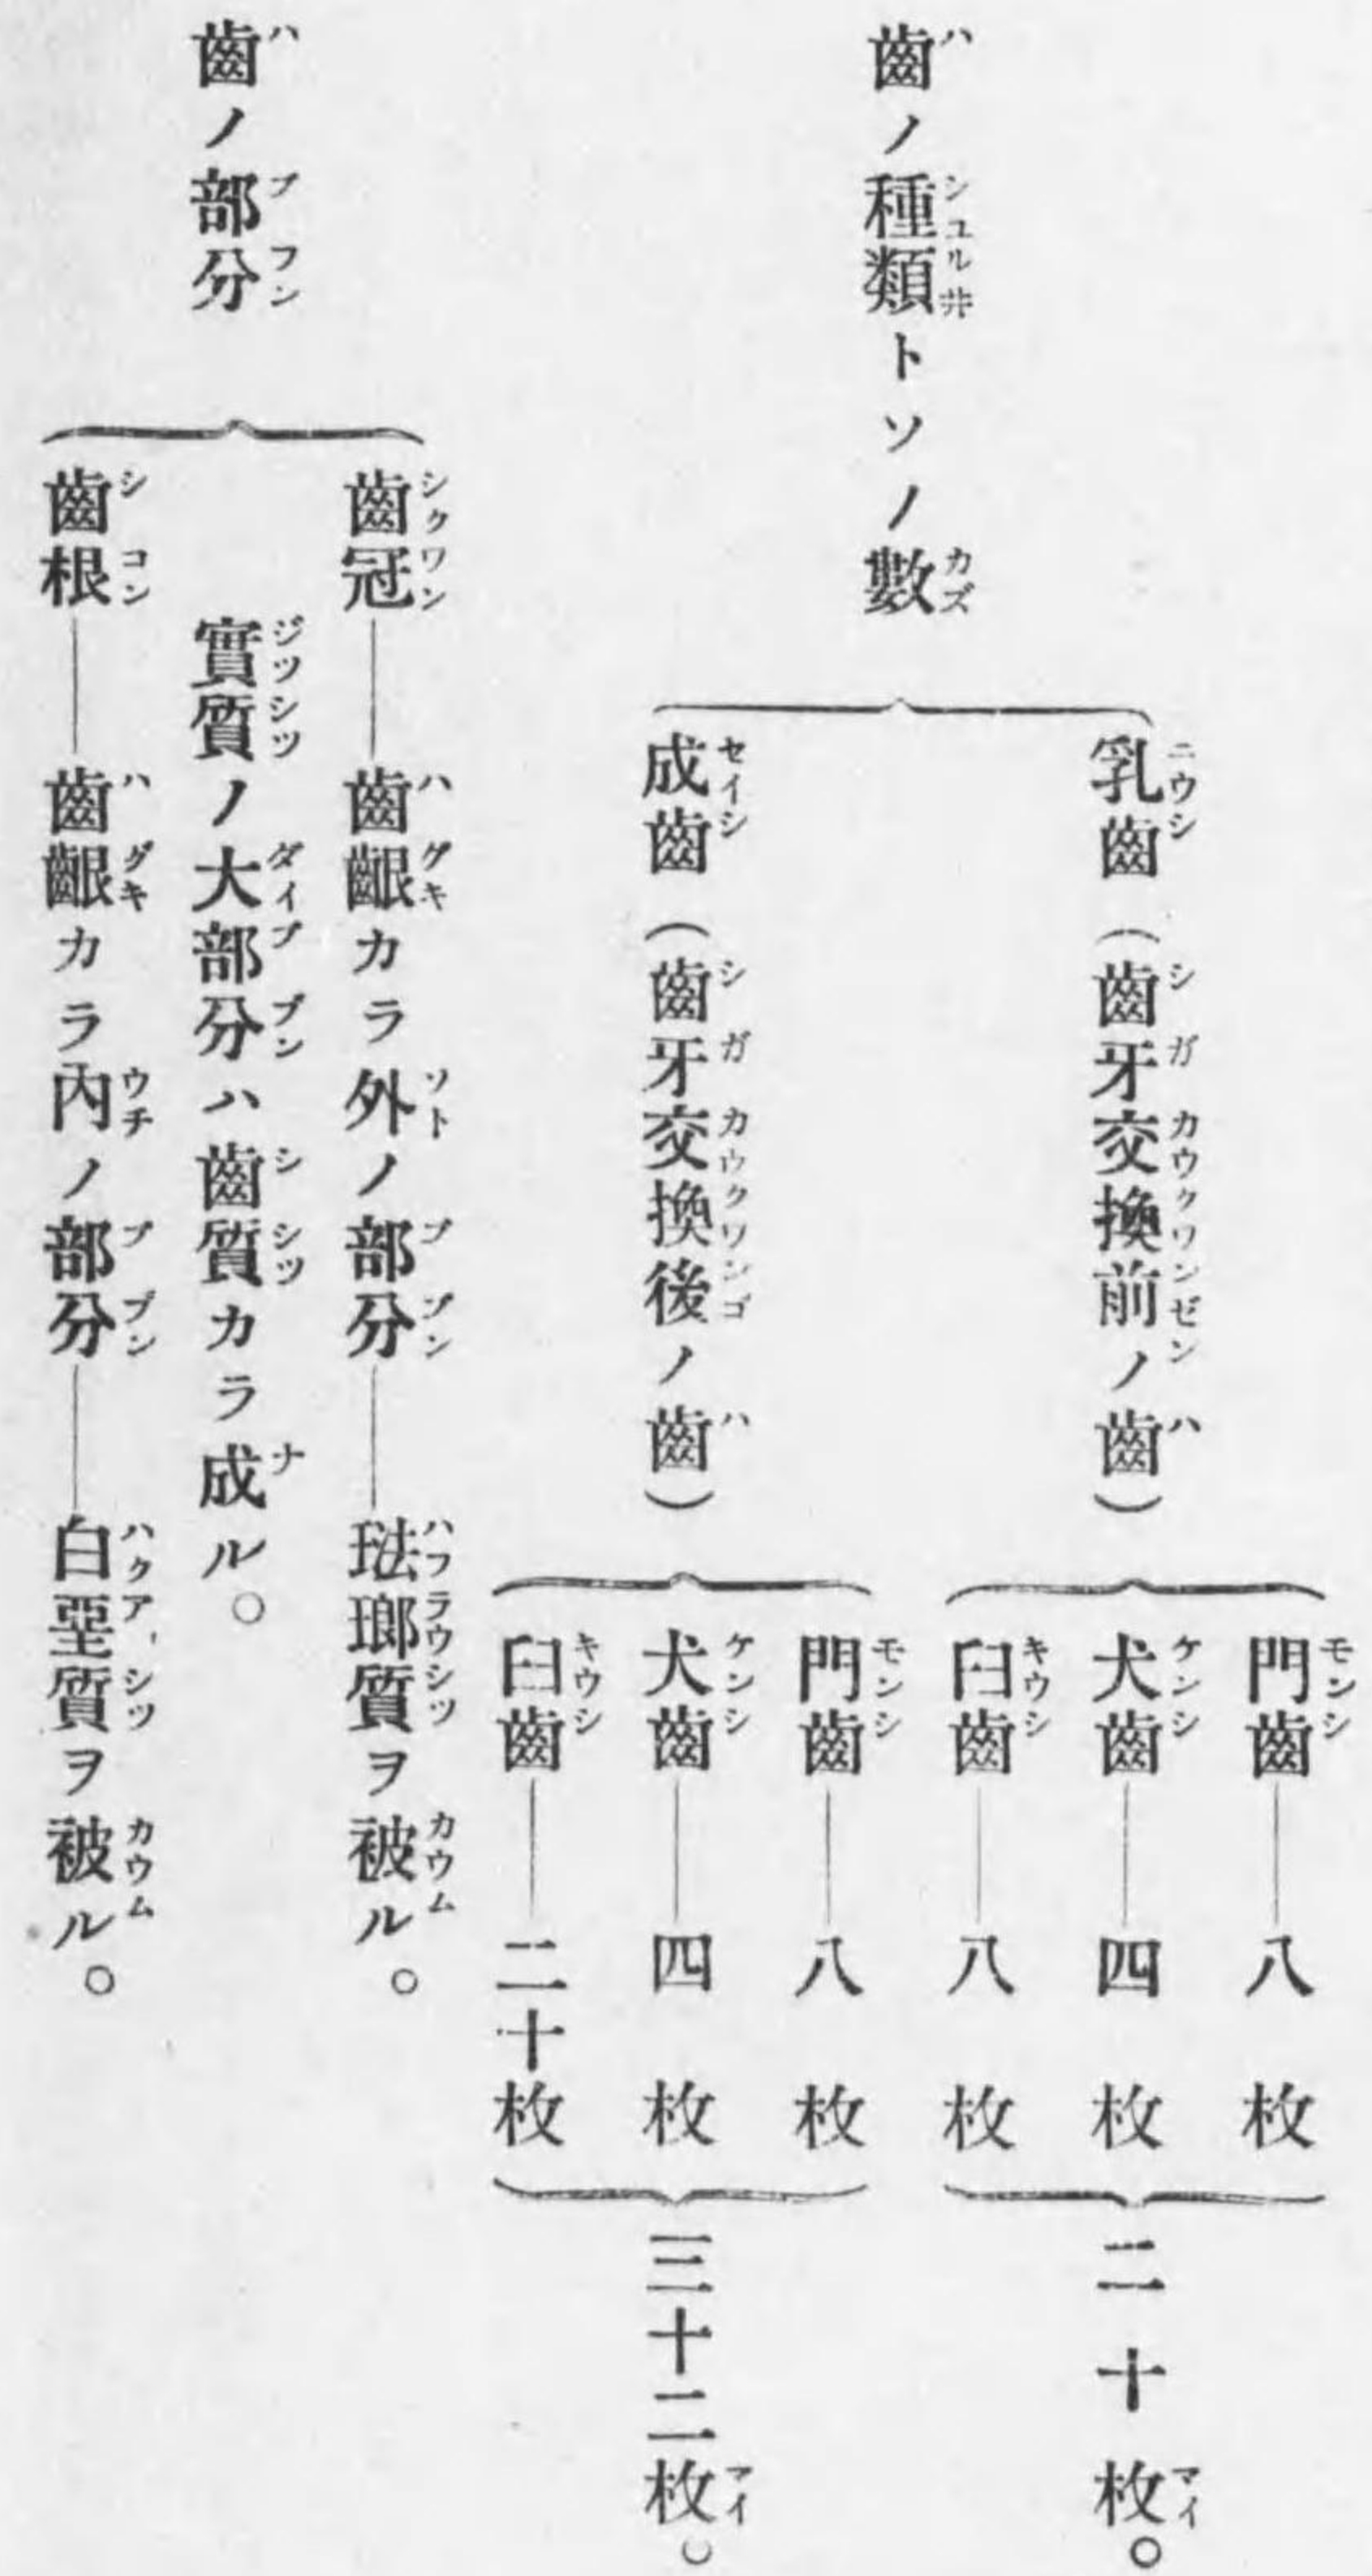 齒ノ種類トソノ數
乳齒（齒牙交換前ノ齒）
門齒――八枚
犬齒――四枚
臼齒――八枚
二十枚。
成齒（齒牙交換後ノ齒）
門齒――八枚
犬齒――四枚
臼齒――二十枚
三十二枚。
齒ノ部分
齒冠――齒齦カラ外ノ部分――琺瑯質ヲ被ル。
實質ノ大部分ハ齒質カラ成ル。
齒根――齒齦カラ內ノ部分――白堊質ヲ被ル。